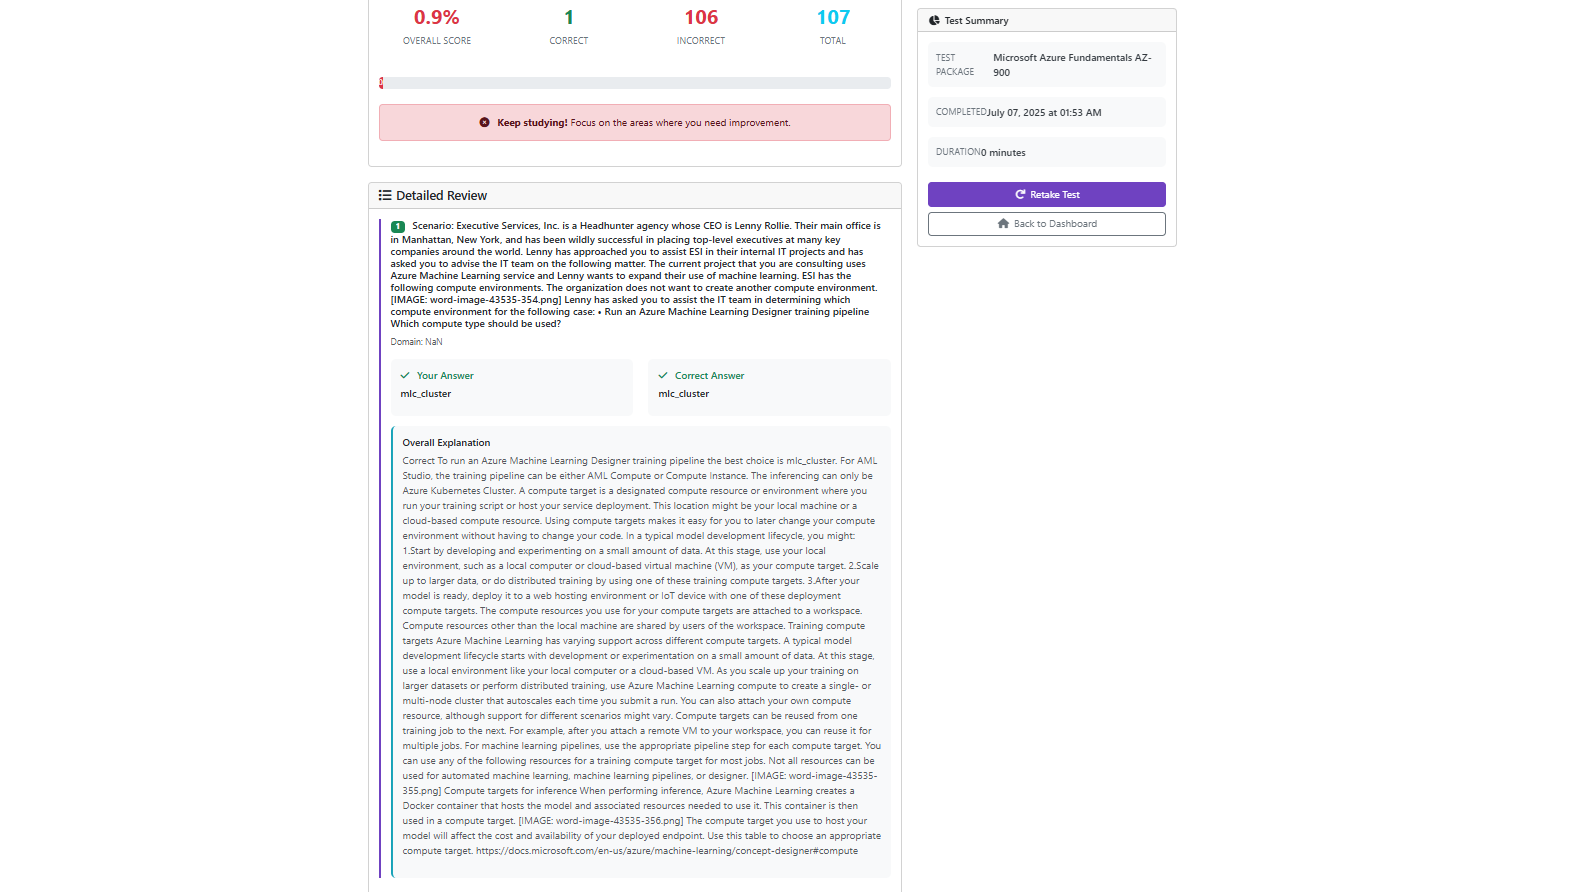 0.9%
OVERALL SCORE
1
CORRECT
106
INCORRECT
107
TOTAL
Keep studying! Focus on the areas where you need improvement.
Detailed Review
1 Scenario: Executive Services, Inc. is a Headhunter agency whose CEO is Lenny Rollie. Their main office is
in Manhattan, New York, and has been wildly successful in placing top-level executives at many key
companies around the world. Lenny has approached you to assist ESI in their internal IT projects and has
asked you to advise the IT team on the following matter. The current project that you are consulting uses
Azure Machine Learning service and Lenny wants to expand their use of machine learning. ESI has the
following compute environments. The organization does not want to create another compute environment.
[IMAGE: word-image-43535-354.png] Lenny has asked you to assist the IT team in determining which
compute environment for the following case: • Run an Azure Machine Learning Designer training pipeline
Which compute type should be used?
Domain: NaN
Your Answer
mlc_cluster
Correct Answer
mlc_cluster
Overall Explanation
Correct To run an Azure Machine Learning Designer training pipeline the best choice is mlc_cluster. For AML
Studio, the training pipeline can be either AML Compute or Compute Instance. The inferencing can only be
Azure Kubernetes Cluster. A compute target is a designated compute resource or environment where you
run your training script or host your service deployment. This location might be your local machine or a
cloud-based compute resource. Using compute targets makes it easy for you to later change your compute
environment without having to change your code. In a typical model development lifecycle, you might:
1.Start by developing and experimenting on a small amount of data. At this stage, use your local
environment, such as a local computer or cloud-based virtual machine (VM), as your compute target. 2.Scale
up to larger data, or do distributed training by using one of these training compute targets. 3.After your
model is ready, deploy it to a web hosting environment or IoT device with one of these deployment
compute targets. The compute resources you use for your compute targets are attached to a workspace.
Compute resources other than the local machine are shared by users of the workspace. Training compute
targets Azure Machine Learning has varying support across different compute targets. A typical model
development lifecycle starts with development or experimentation on a small amount of data. At this stage,
use a local environment like your local computer or a cloud-based VM. As you scale up your training on
larger datasets or perform distributed training, use Azure Machine Learning compute to create a single- or
multi-node cluster that autoscales each time you submit a run. You can also attach your own compute
resource, although support for different scenarios might vary. Compute targets can be reused from one
training job to the next. For example, after you attach a remote VM to your workspace, you can reuse it for
multiple jobs. For machine learning pipelines, use the appropriate pipeline step for each compute target. You
can use any of the following resources for a training compute target for most jobs. Not all resources can be
used for automated machine learning, machine learning pipelines, or designer. [IMAGE: word-image-43535-
355.png] Compute targets for inference When performing inference, Azure Machine Learning creates a
Docker container that hosts the model and associated resources needed to use it. This container is then
used in a compute target. [IMAGE: word-image-43535-356.png] The compute target you use to host your
model will affect the cost and availability of your deployed endpoint. Use this table to choose an appropriate
compute target. https://docs.microsoft.com/en-us/azure/machine-learning/concept-designer#compute
Test Summary
TEST
PACKAGE
Microsoft Azure Fundamentals AZ-
900
COMPLETED July 07, 2025 at 01:53 AM
DURATION 0 minutes
Retake Test
Back to Dashboard